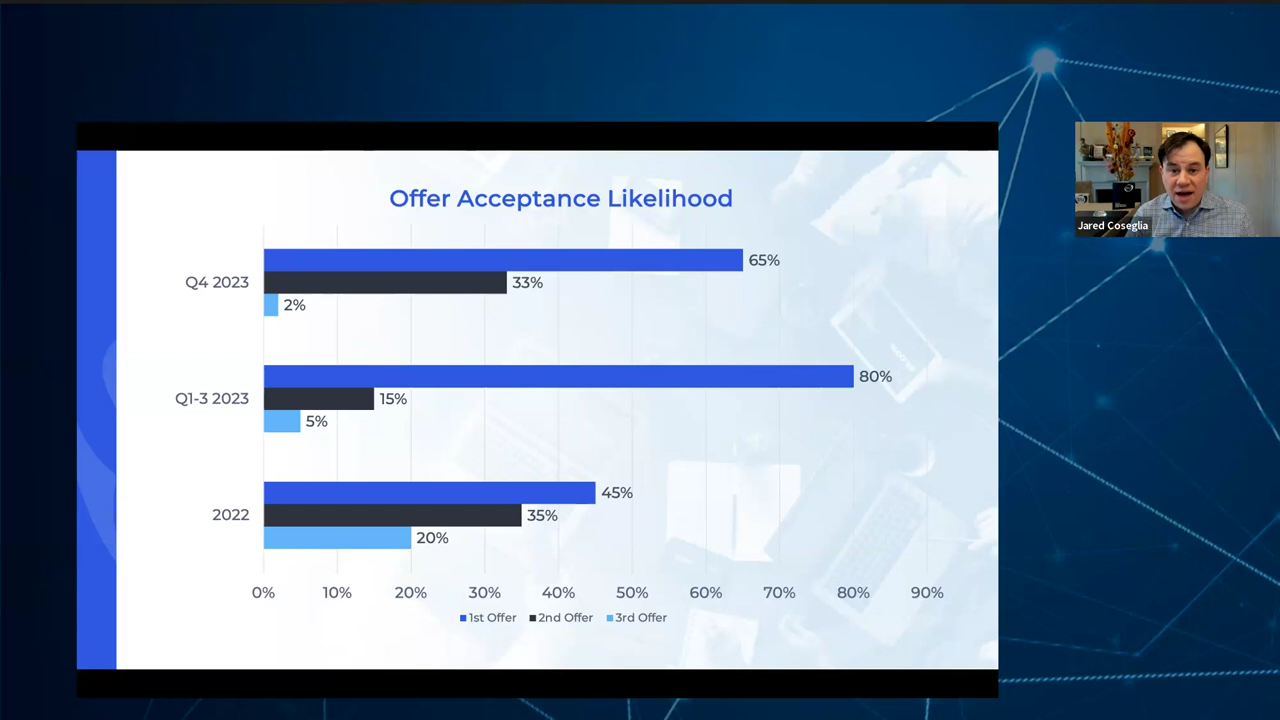 Offer Acceptance Likelihood
Q4 2023
65%
33%
2%
Q1-3 2023
80%
15%
5%
2022
45%
35%
20%
0% 10% 20% 30% 40% 50% 60% 70% 80% 90%
1st Offer 2nd Offer 3rd Offer
Jared Coseglia